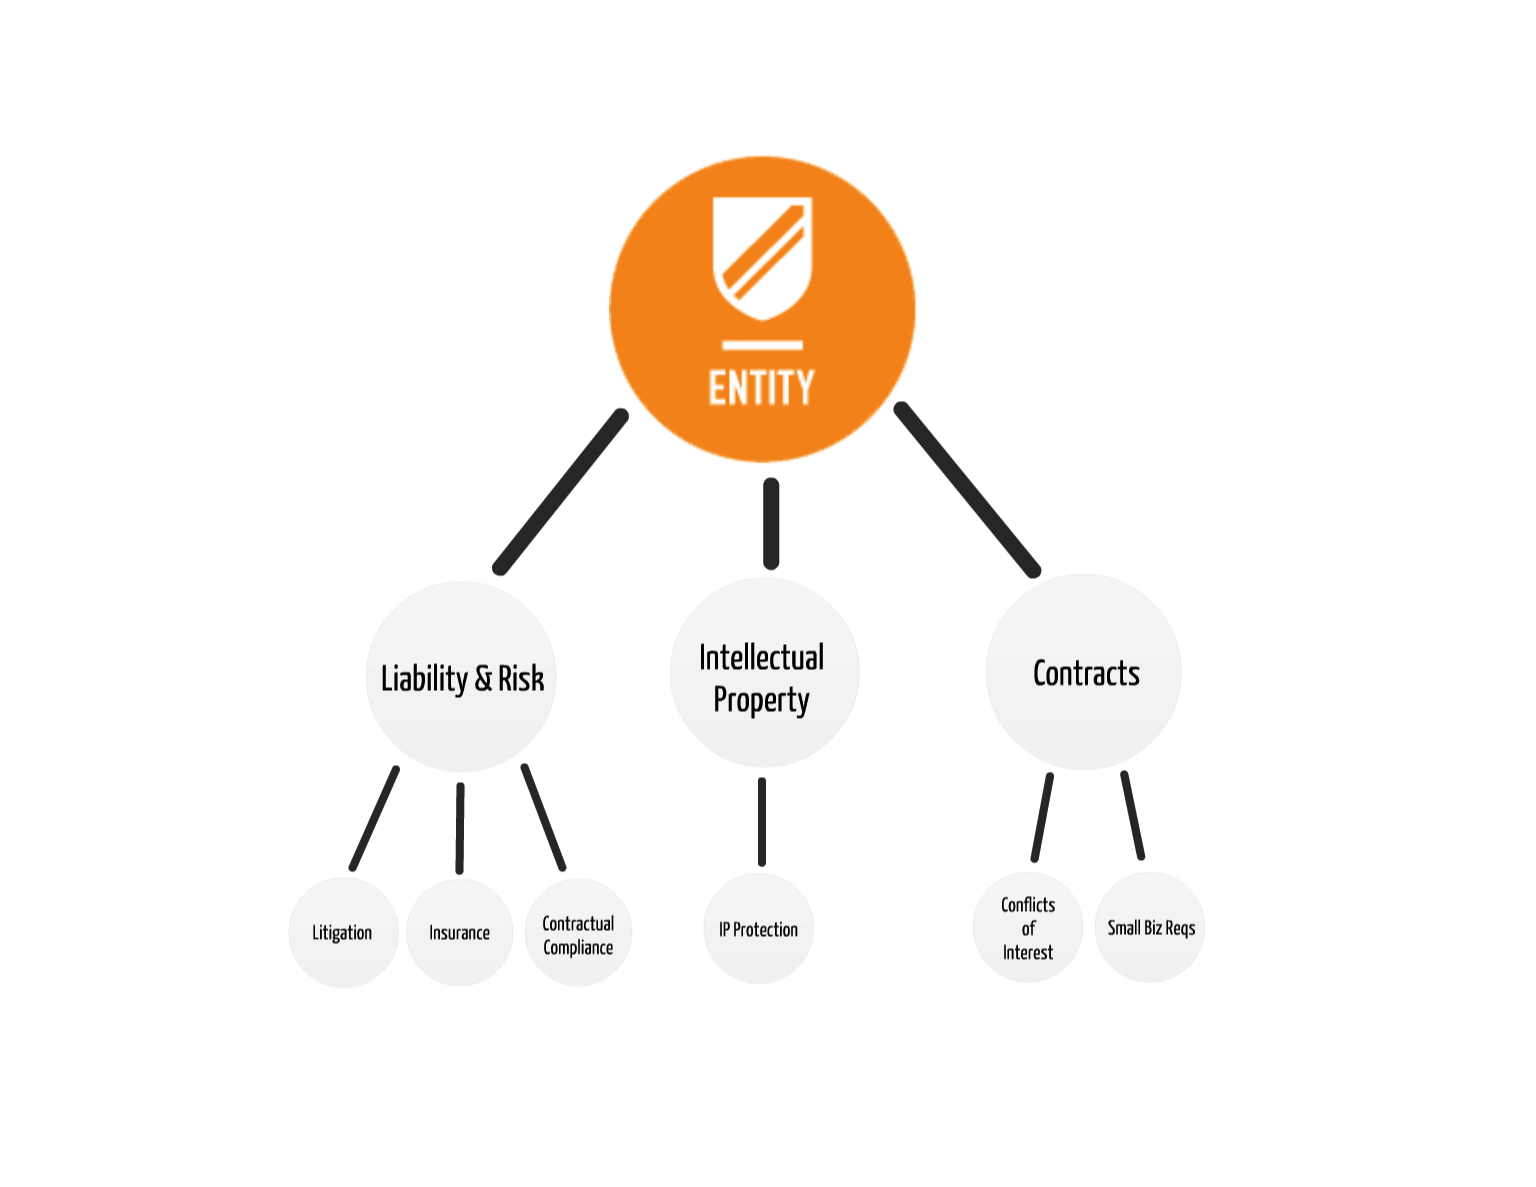 ENTITY
Liability & Risk
Intellectual
Property
Contracts
Litigation
Insurance
Contractual
Compliance
IP Protection
Conflicts
of
Interest
Small Biz Reqs